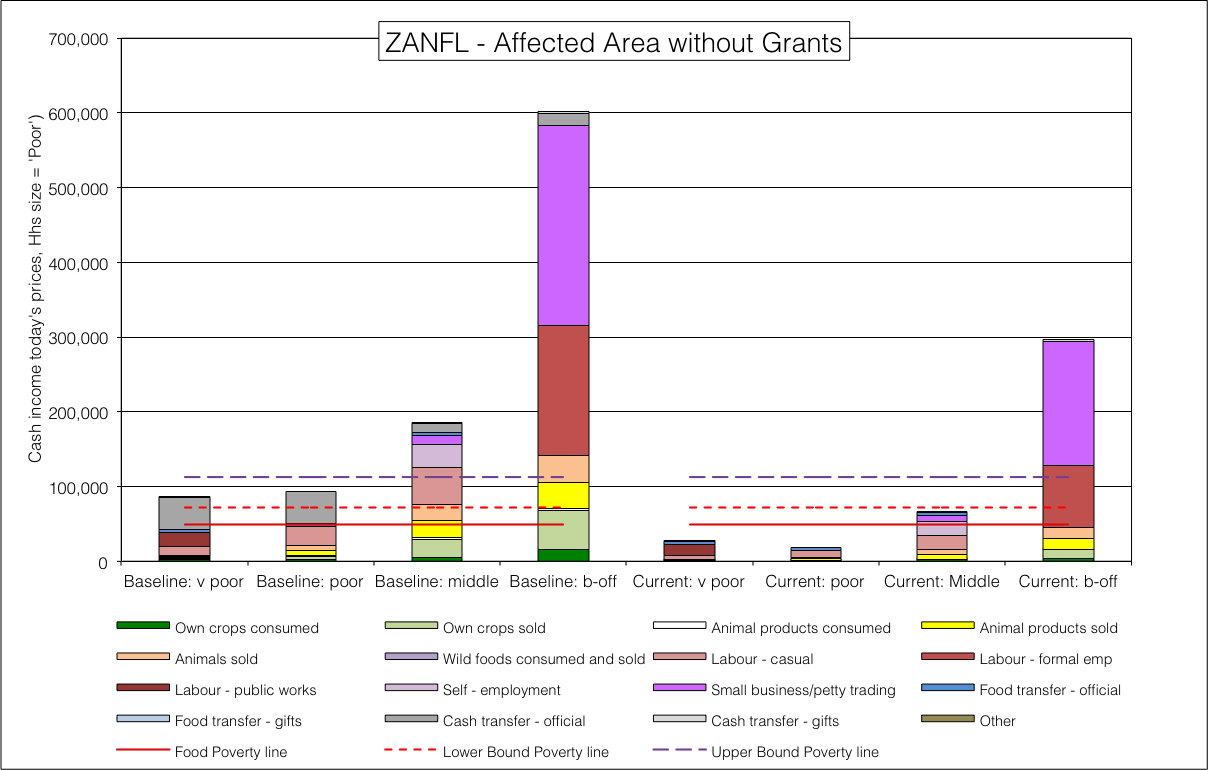 ZANFL - Affected Area without Grants
Cash income today's prices, Hhs size = 'Poor')
700,000
600,000
500,000
400,000
300,000
200,000
100,000
0
Baseline: v poor Baseline: poor Baseline: middle Baseline: b-off Current: v poor Current: poor Current: Middle Current: b-off
Own crops consumed Own crops sold Animal products consumed Animal products sold
Animals sold Wild foods consumed and sold Labour - casual Labour - formal emp
Labour - public works Self - employment Small business/petty trading Food transfer - official
Food transfer - gifts Cash transfer - official Cash transfer - gifts Other
Food Poverty line Lower Bound Poverty line Upper Bound Poverty line